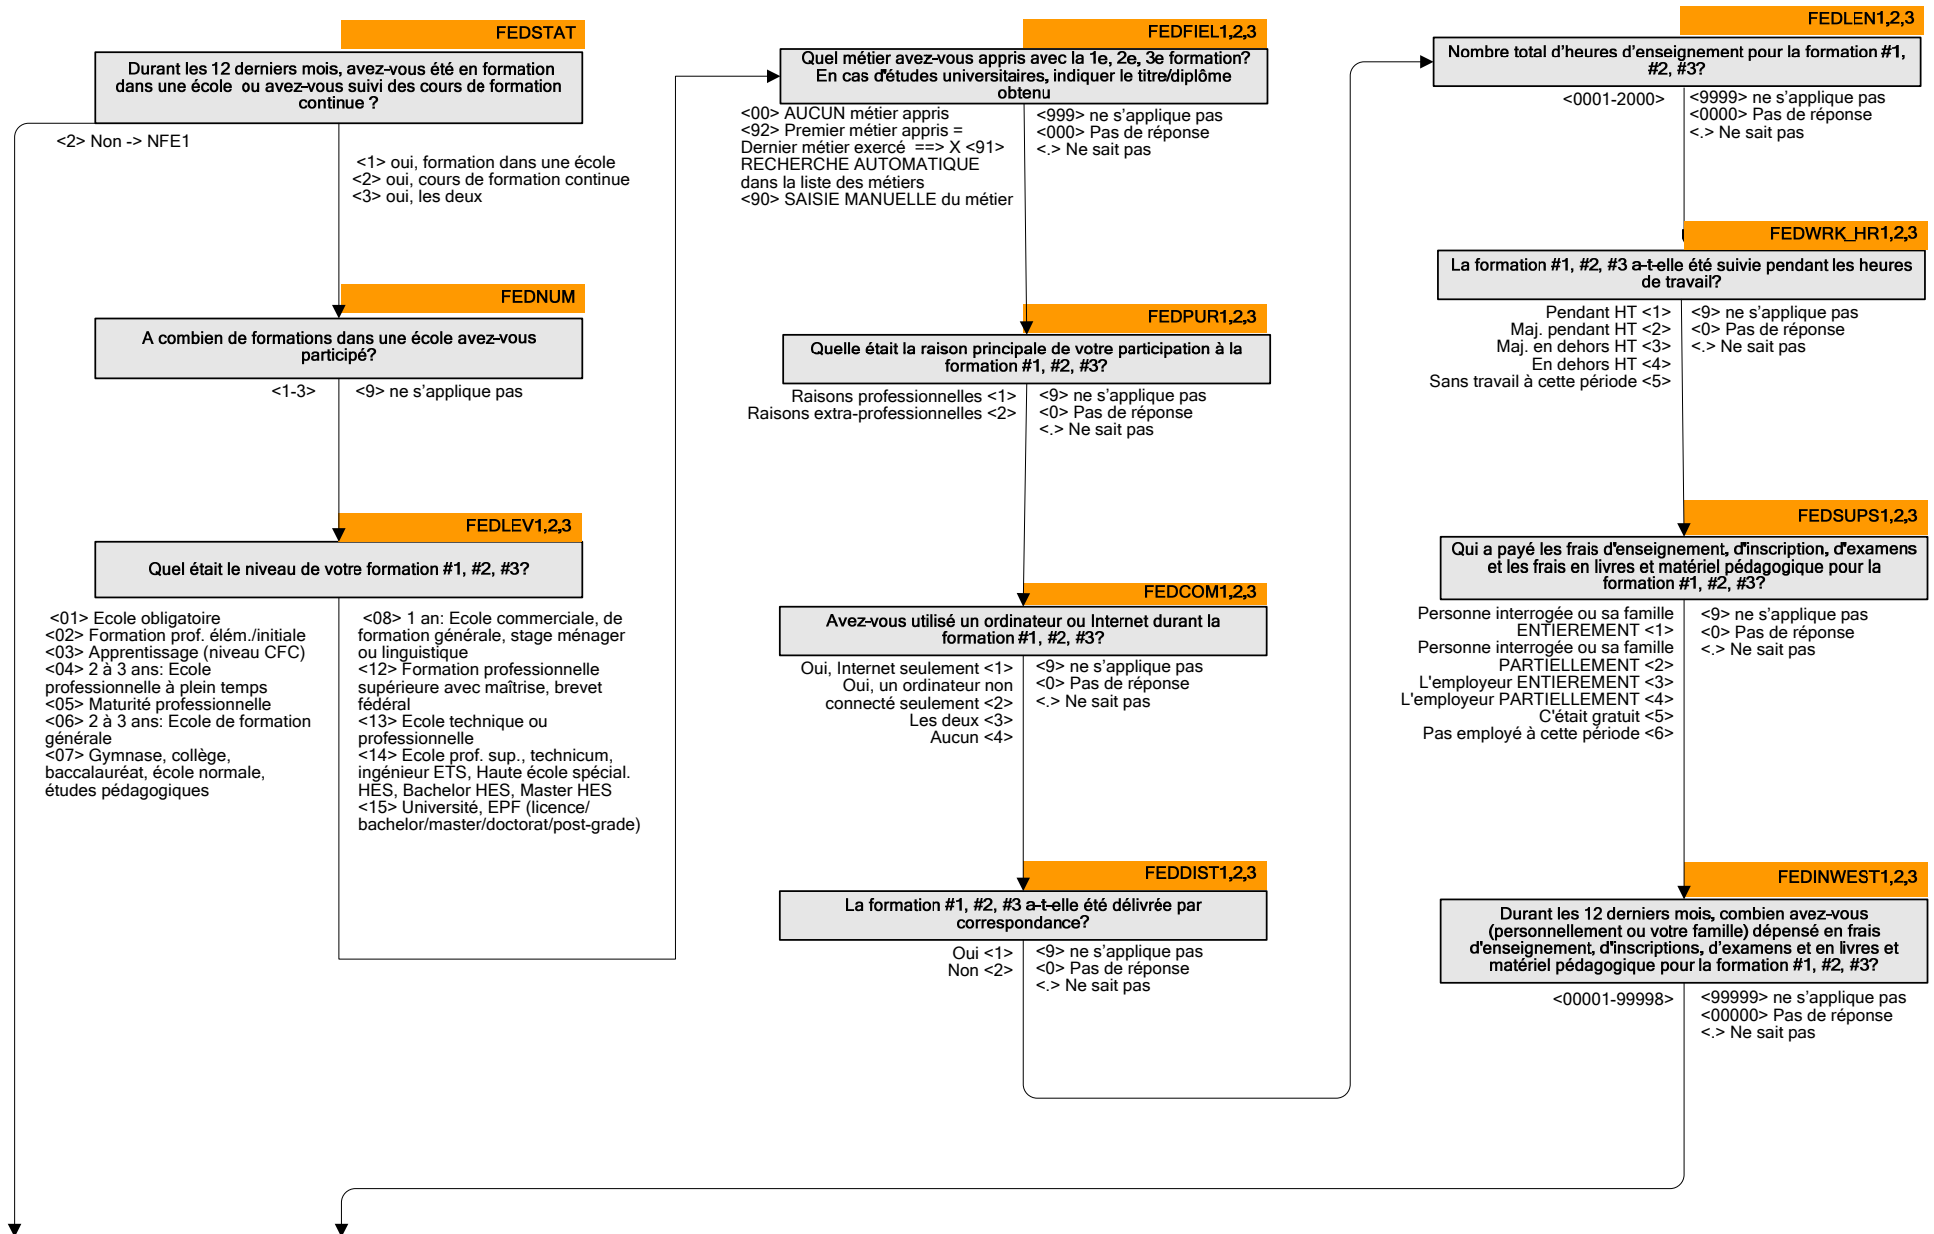 FEDSTAT
Durant les 12 derniers mois, avez-vous été en formation
dans une école ou avez-vous suivi des cours de formation
continue ?
<2> Non -> NFE1
<1> oui, formation dans une école
<2> oui, cours de formation continue
<3> oui, les deux
FEDNUM
A combien de formations dans une école avez-vous
participé?
<1-3>
<9> ne s'applique pas
FEDLEV1,2,3
Quel était le niveau de votre formation #1, #2, #3?
<01> Ecole obligatoire
<02> Formation prof. élém./initiale
<03> Apprentissage (niveau CFC)
<04> 2 à 3 ans: Ecole
professionnelle à plein temps
<05> Maturité professionnelle
<06> 2 à 3 ans: Ecole de formation
générale
<07> Gymnase, collège,
baccalauréat, école normale,
études pédagogiques
<08> 1 an: Ecole commerciale, de
formation générale, stage ménager
ou linguistique
<12> Formation professionnelle
supérieure avec maîtrise, brevet
fédéral
<13> Ecole technique ou
professionnelle
<14> Ecole prof. sup., technicum,
ingénieur ETS, Haute école spécial.
HES, Bachelor HES, Master HES
<15> Université, EPF (licence/
bachelor/master/doctorat/post-grade)
FEDFIEL1,2,3
Quel métier avez-vous appris avec la 1e, 2e, 3e formation?
En cas d'études universitaires, indiquer le titre/diplôme
obtenu
<00> AUCUN métier appris
<92> Premier métier appris =
Dernier métier exercé ==> X <91>
RECHERCHE AUTOMATIQUE
dans la liste des métiers
<90> SAISIE MANUELLE du métier
<999> ne s'applique pas
<000> Pas de réponse
<.> Ne sait pas
FEDPUR1,2,3
Quelle était la raison principale de votre participation à la
formation #1, #2, #3?
Raisons professionnelles <1>
Raisons extra-professionnelles <2>
<9> ne s'applique pas
<0> Pas de réponse
<.> Ne sait pas
FEDCOM1,2,3
Avez-vous utilisé un ordinateur ou Internet durant la
formation #1, #2, #3?
Oui, Internet seulement <1>
Oui, un ordinateur non
connecté seulement <2>
Les deux <3>
Aucun <4>
<9> ne s'applique pas
<0> Pas de réponse
<.> Ne sait pas
FEDDIST1,2,3
La formation #1, #2, #3 a-t-elle été délivrée par
correspondance?
Oui <1>
Non <2>
<9> ne s'applique pas
<0> Pas de réponse
<.> Ne sait pas
FEDLEN1,2,3
Nombre total d'heures d'enseignement pour la formation #1,
#2, #3?
<0001-2000>
<9999> ne s'applique pas
<0000> Pas de réponse
<.> Ne sait pas
FEDWRK_HR1,2,3
La formation #1, #2, #3 a-t-elle été suivie pendant les heures
de travail?
Pendant HT <1>
Maj. pendant HT <2>
Maj. en dehors HT <3>
En dehors HT <4>
Sans travail à cette période <5>
<9> ne s'applique pas
<0> Pas de réponse
<.> Ne sait pas
FEDSUPS1,2,3
Qui a payé les frais d'enseignement, d'inscription, d'examens
et les frais en livres et matériel pédagogique pour la
formation #1, #2, #3?
Personne interrogée ou sa famille
ENTIEREMENT <1>
Personne interrogée ou sa famille
PARTIELLEMENT <2>
L'employeur ENTIEREMENT <3>
L'employeur PARTIELLEMENT <4>
C'était gratuit <5>
Pas employé à cette période <6>
<9> ne s'applique pas
<0> Pas de réponse
<.> Ne sait pas
FEDINWEST1,2,3
Durant les 12 derniers mois, combien avez-vous
(personnellement ou votre famille) dépensé en frais
d'enseignement, d'inscriptions, d'examens et en livres et
matériel pédagogique pour la formation #1, #2, #3?
<00001-99998>
<99999> ne s'applique pas
<00000> Pas de réponse
<.> Ne sait pas